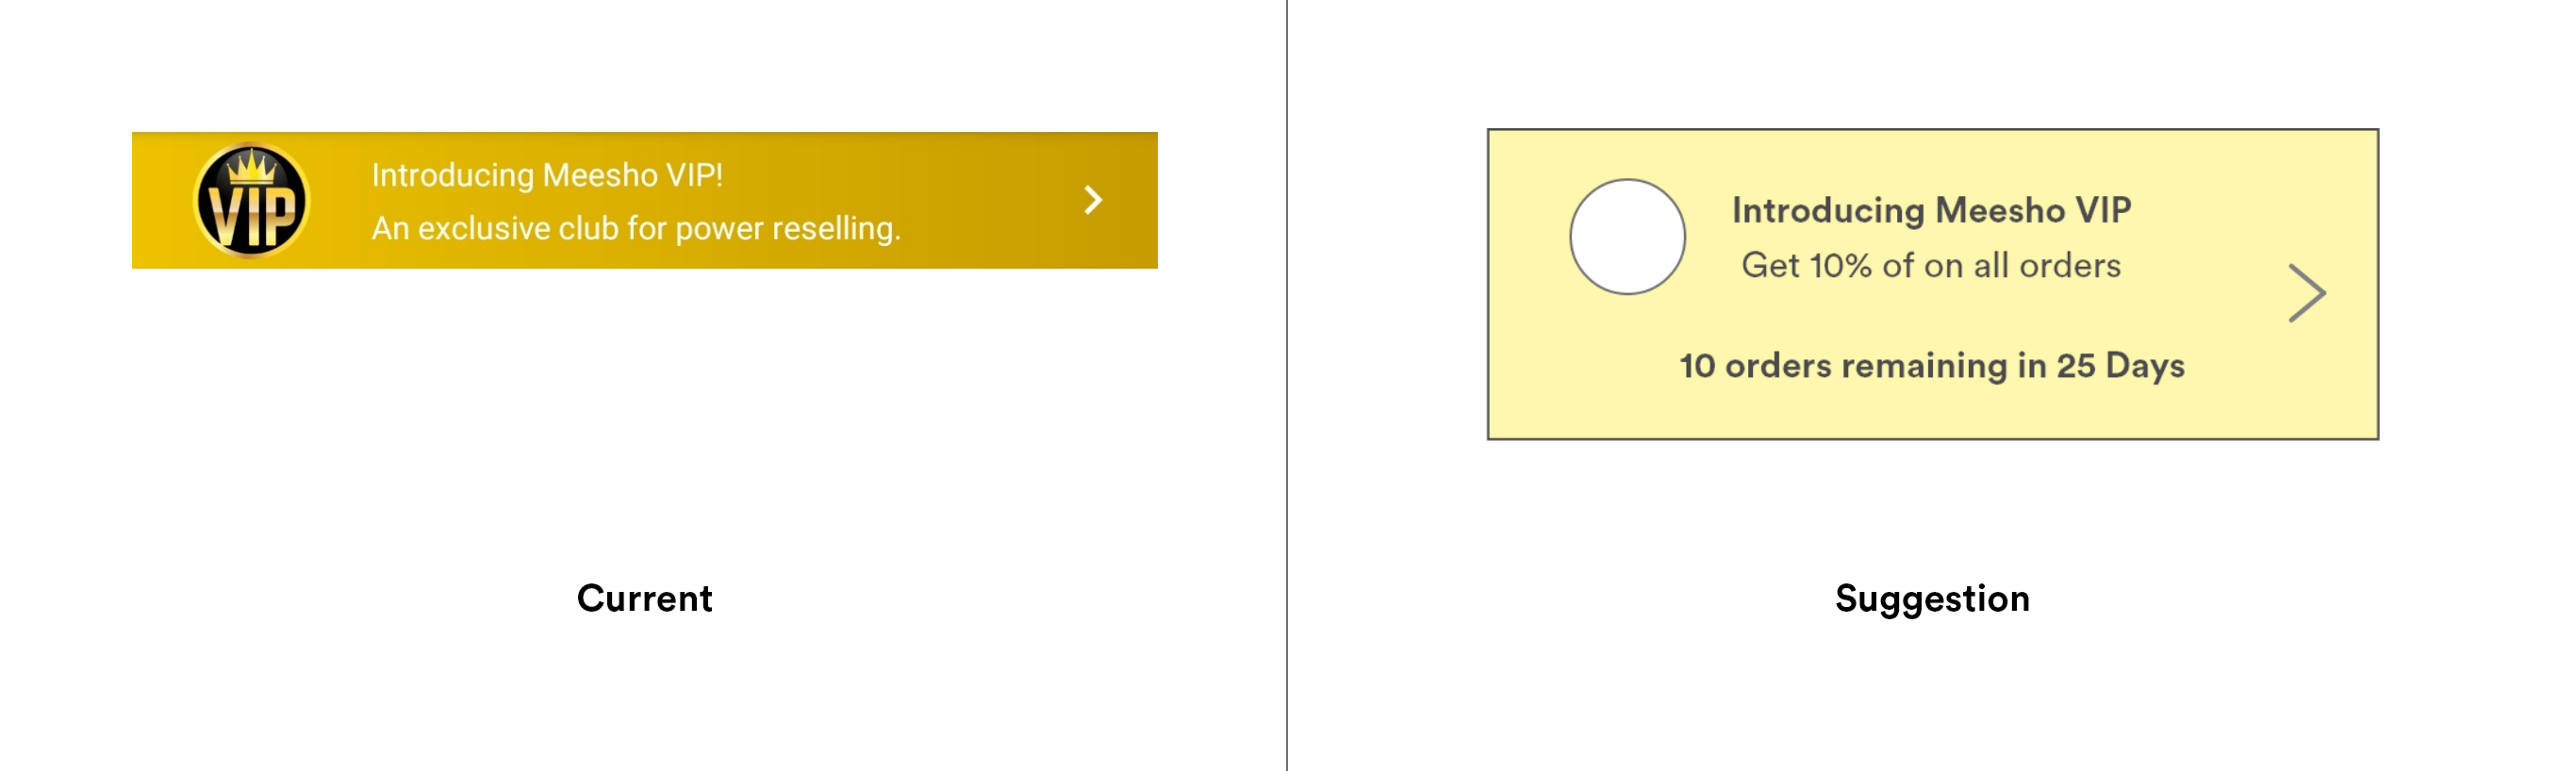 VIP
Introducing Meesho VIP!
An exclusive club for power reselling.
Current
Introducing Meesho VIP
Get 10% of on all orders
10 orders remaining in 25 Days
Suggestion